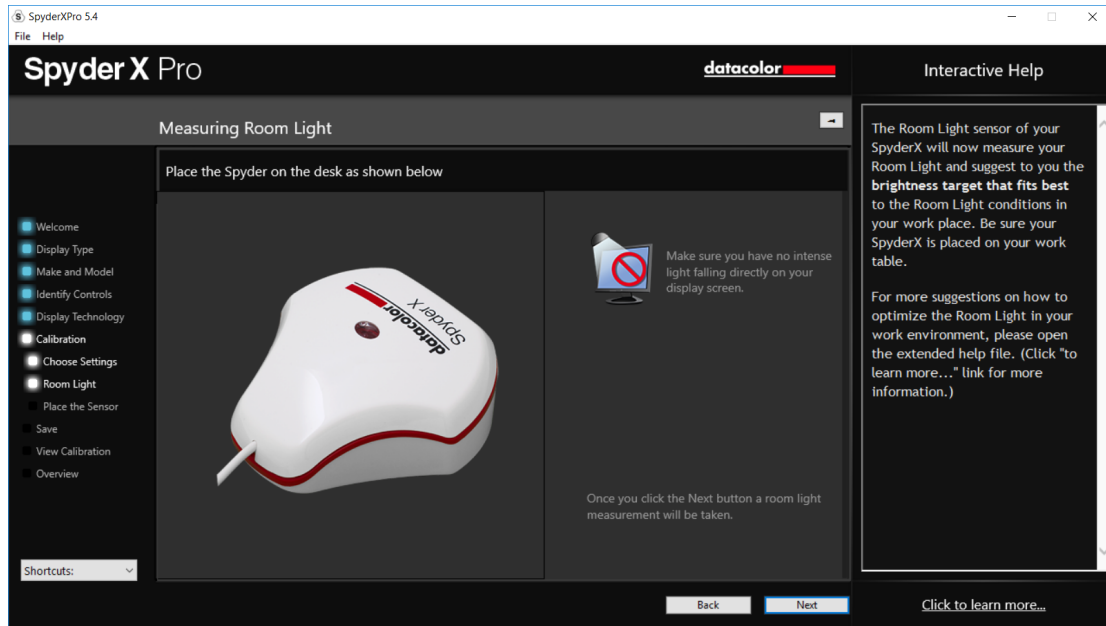 SpyderXPro 5.4
File Help
Spyder X Pro
datacolor
Interactive Help
Measuring Room Light
Place the Spyder on the desk as shown below
Welcome
Display Type
Make and Model
Identify Controls
Display Technology
Calibration
Choose Settings
Room Light
Place the Sensor
Save
View Calibration
Overview
Shortcuts:
datacolor
Spyder X
Make sure you have no intense
light falling directly on your
display screen.
Once you click the Next button a room light
measurement will be taken.
Back
Next
The Room Light sensor of your
SpyderX will now measure your
Room Light and suggest to you the
brightness target that fits best
to the Room Light conditions in
your work place. Be sure your
SpyderX is placed on your work
table.
For more suggestions on how to
optimize the Room Light in your
work environment, please open
the extended help file. (Click "to
learn more..." link for more
information.)
Click to learn more...